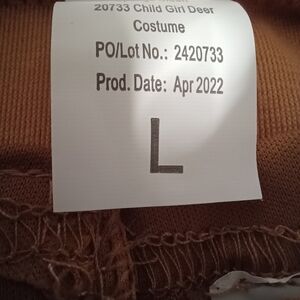 20733 Child Girl Deer
Costume
PO/Lot No.: 2420733
Prod. Date: Apr 2022
L